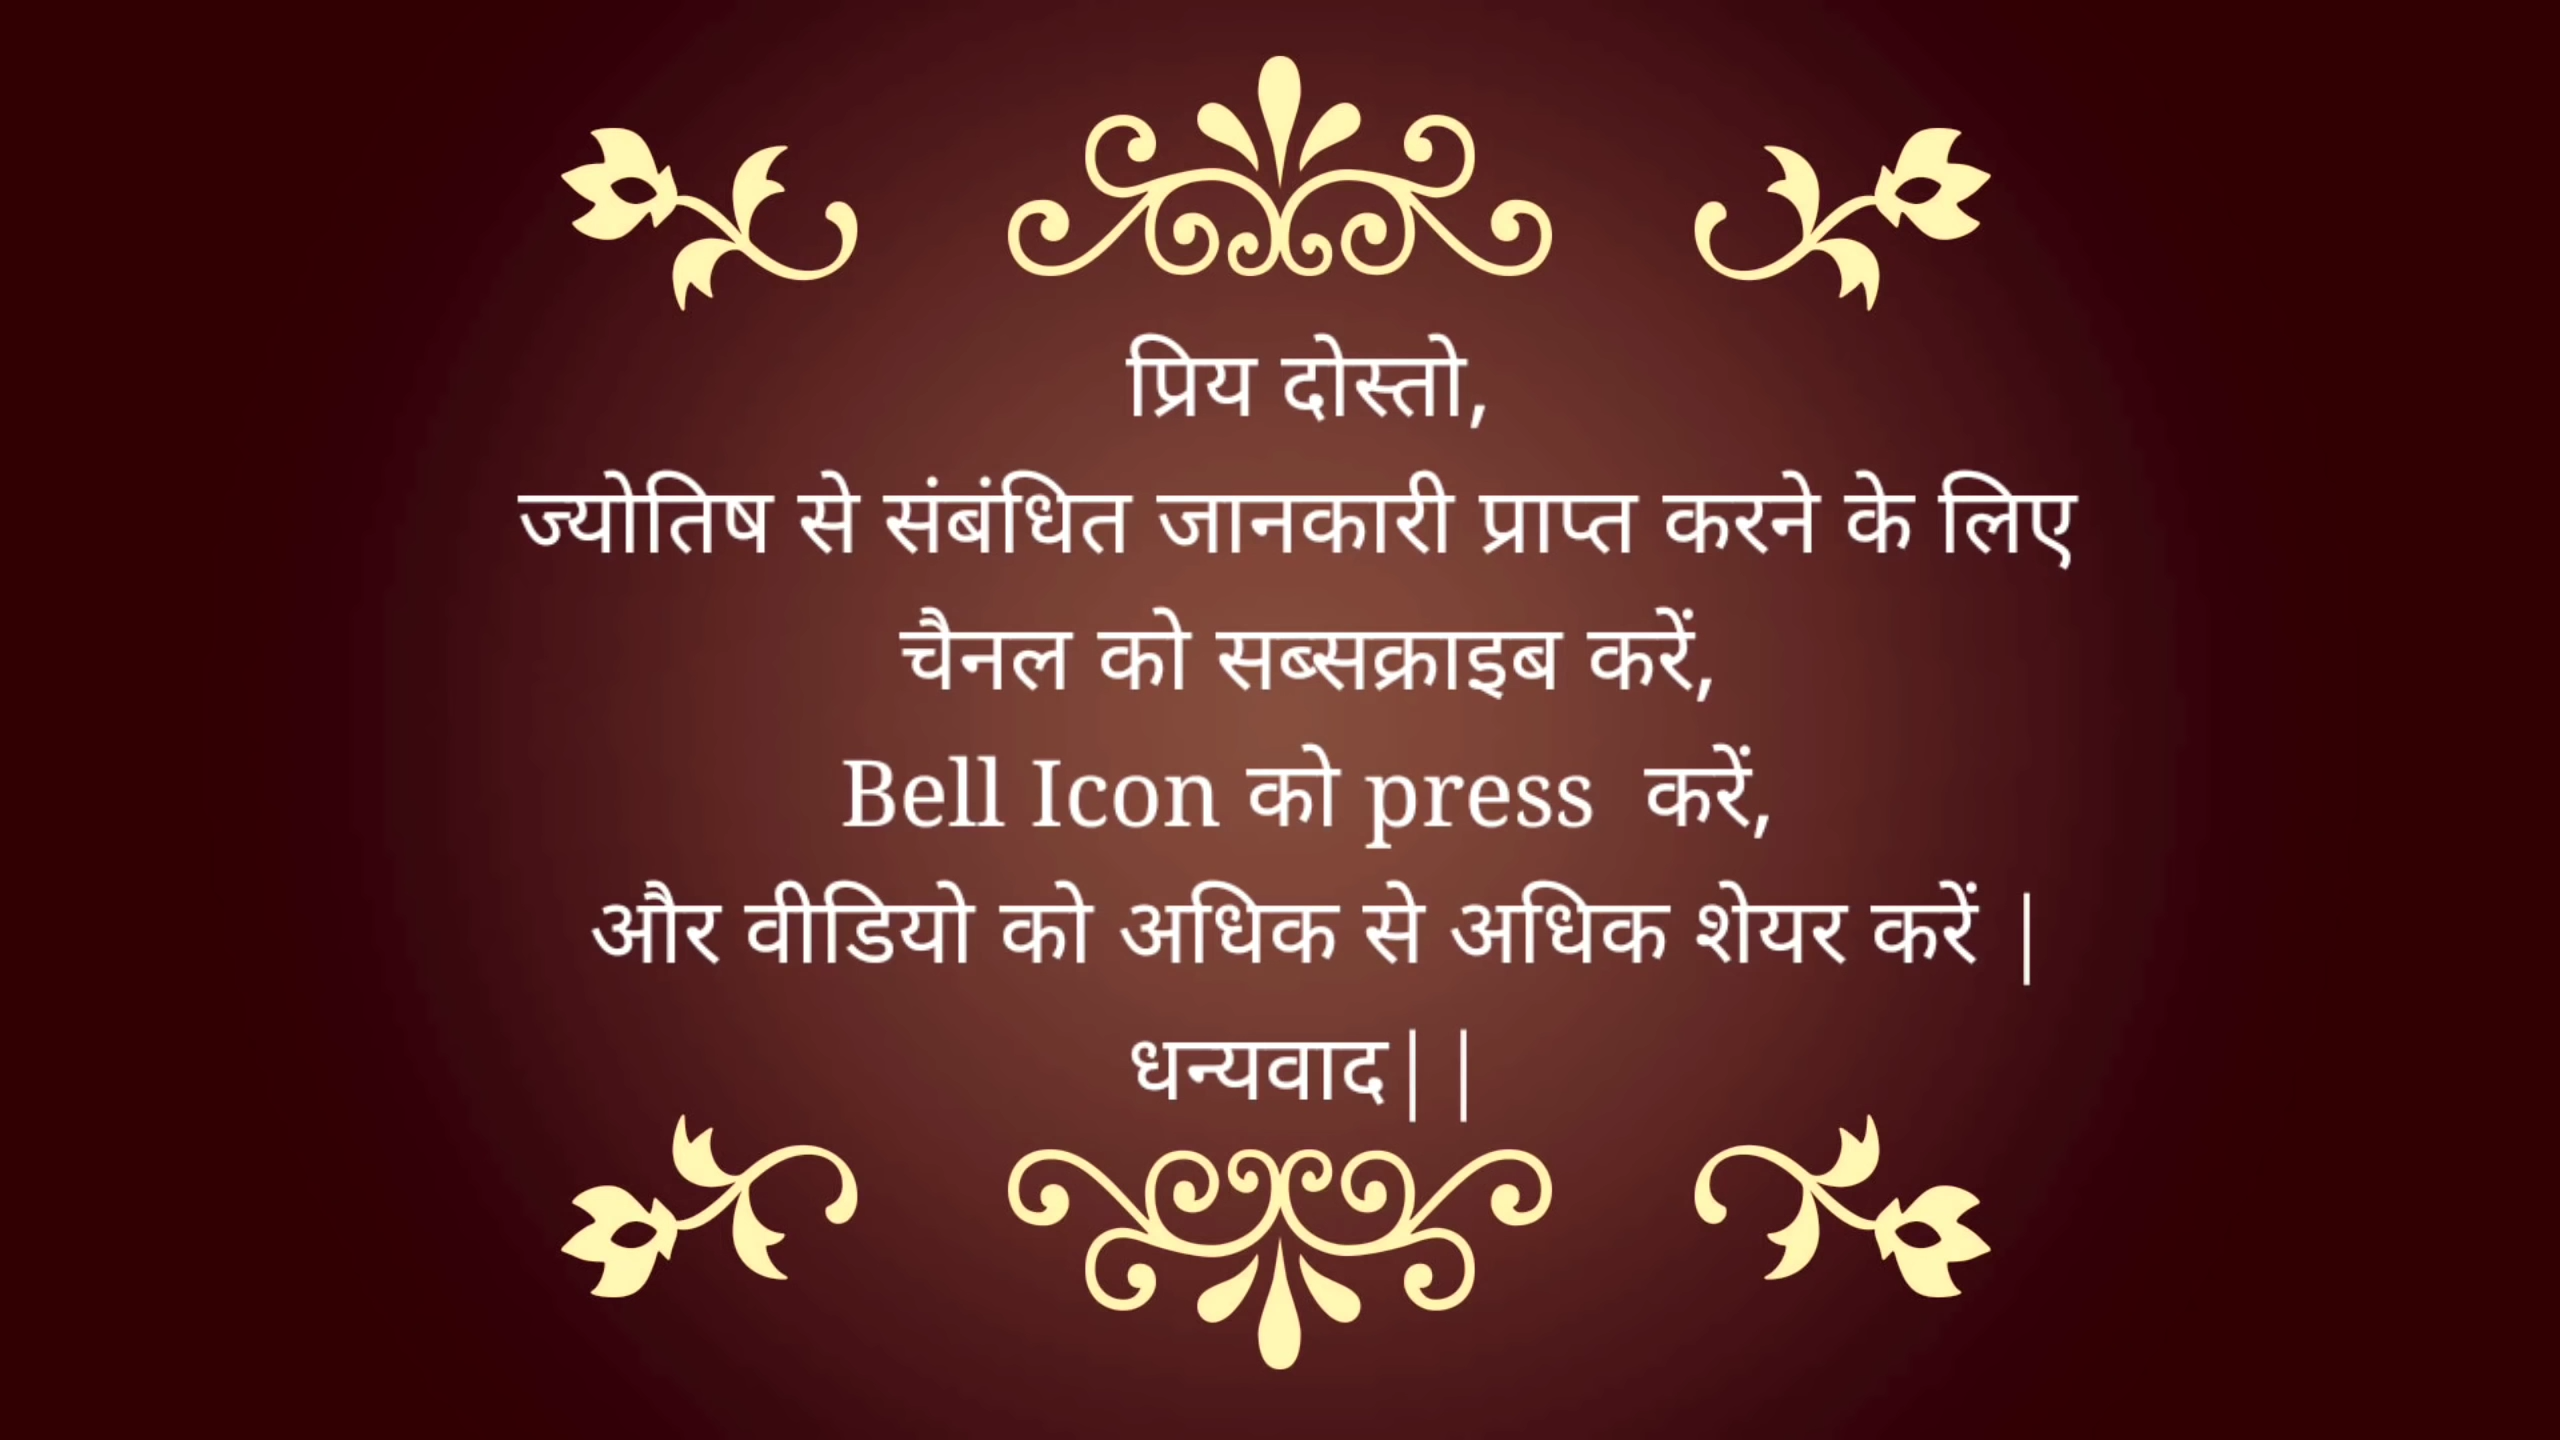 प्रिय दोस्तो,
ज्योतिष से संबंधित जानकारी प्राप्त करने के लिए
चैनल को सब्सक्राइब करें,
Bell Icon को press  करें,
और वीडियो को अधिक से अधिक शेयर करें |
धन्यवाद||